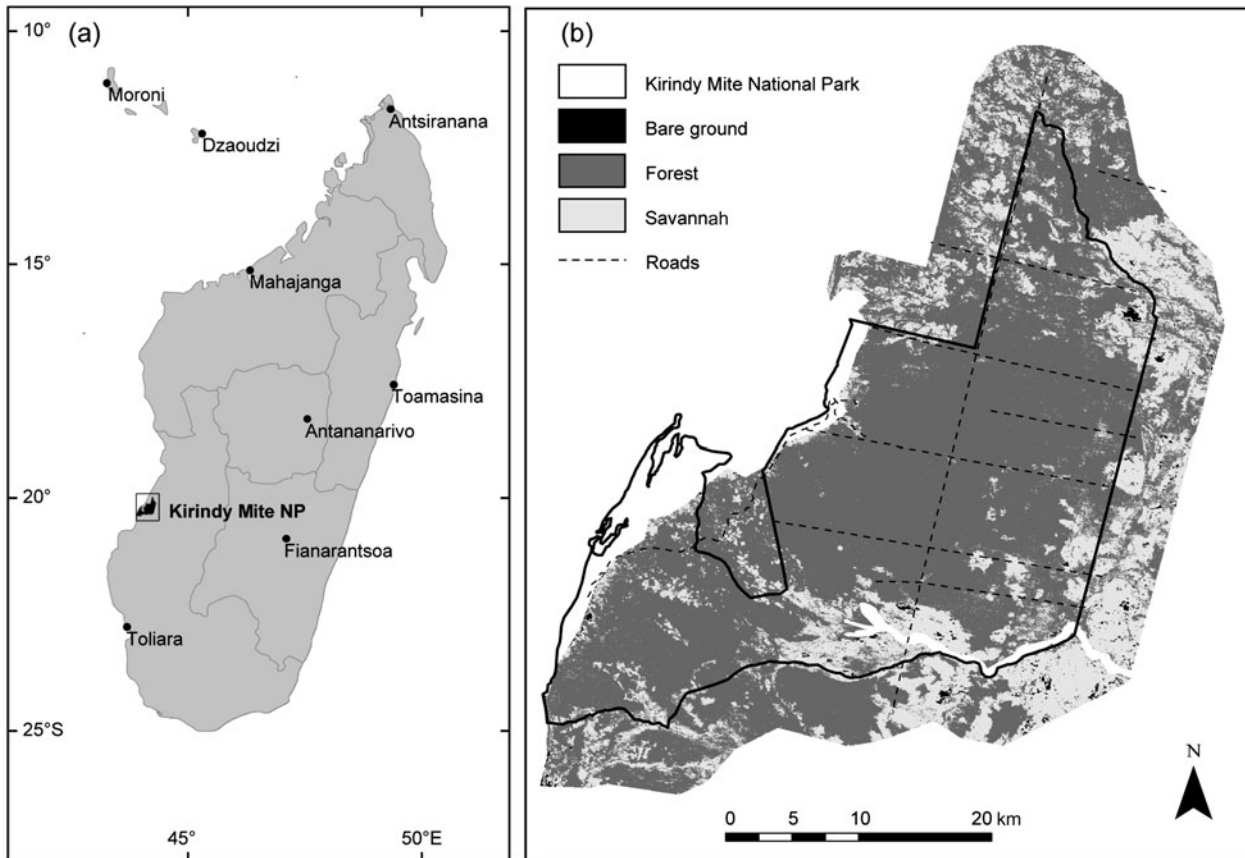 (a)
10°
Moroni
Antsiranana
Dzaoudzi
15°
Mahajanga
Toamasina
Antananarivo
20°
Kirindy Mite NP
Fianarantsoa
Toliara
25°S
45°
50°
(b)
Kirindy Mite National Park
Bare ground
Forest
Savannah
Roads
N
0 5 10 20 km